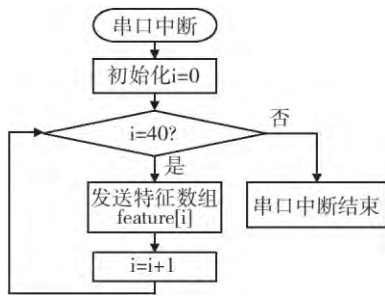 串口中断
初始化i=0
i=40?
否
是
发送特征数组
feature[i]
串口中断结束
i=i+1